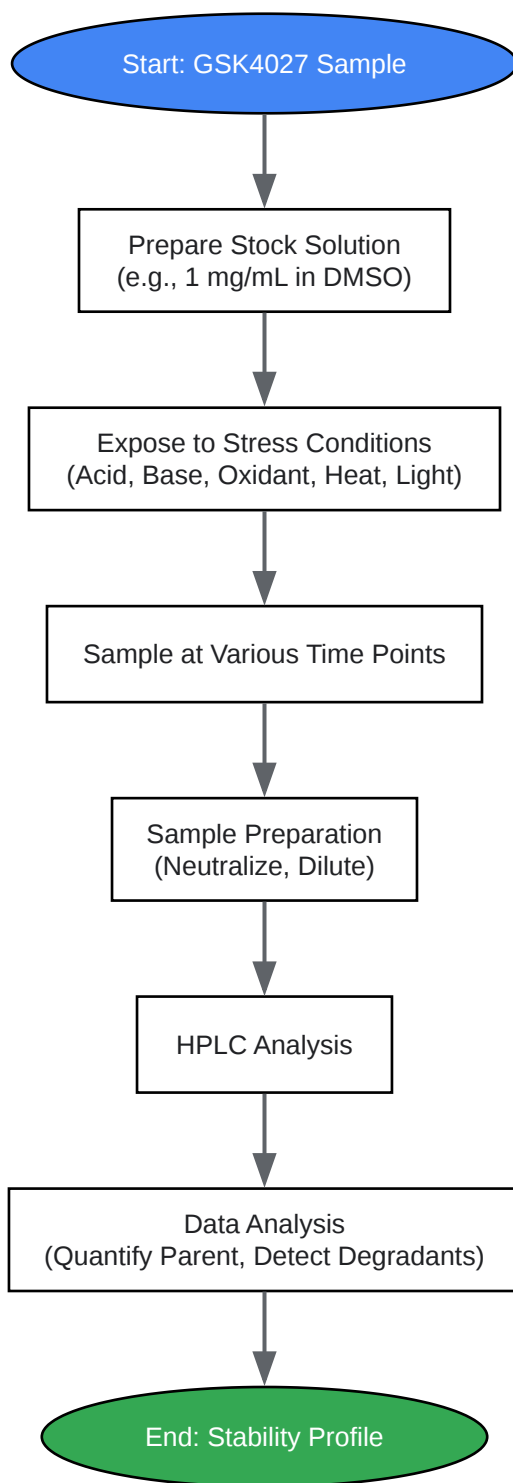 Start: GSK4027 Sample
Prepare Stock Solution
(e.g., 1 mg/mL in DMSO)
Expose to Stress Conditions
(Acid, Base, Oxidant, Heat, Light)
Sample at Various Time Points
Sample Preparation
(Neutralize, Dilute)
HPLC Analysis
Data Analysis
(Quantify Parent, Detect Degradants)
End: Stability Profile